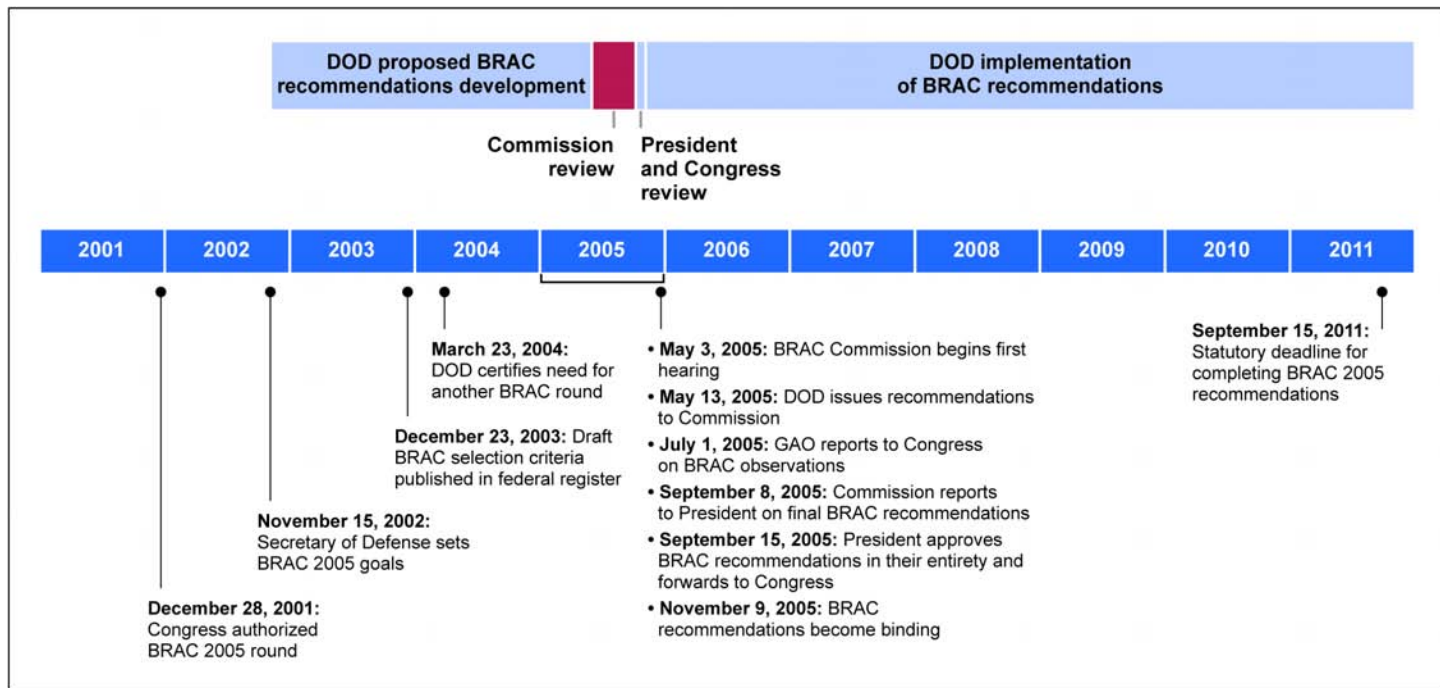 DOD proposed BRAC
recommendations development
DOD implementation
of BRAC recommendations
Commission
review
President
and Congress
review
2001
2002
2003
2004
2005
2006
2007
2008
2009
2010
2011
March 23, 2004:
DOD certifies need for
another BRAC round
December 23, 2003: Draft
BRAC selection criteria
published in federal register
November 15, 2002:
Secretary of Defense sets
BRAC 2005 goals
December 28, 2001:
Congress authorized
BRAC 2005 round
• May 3, 2005: BRAC Commission begins first
hearing
• May 13, 2005: DOD issues recommendations
to Commission
• July 1, 2005: GAO reports to Congress
on BRAC observations
• September 8, 2005: Commission reports
to President on final BRAC recommendations
• September 15, 2005: President approves
BRAC recommendations in their entirety and
forwards to Congress
• November 9, 2005: BRAC
recommendations become binding
September 15, 2011:
Statutory deadline for
completing BRAC 2005
recommendations